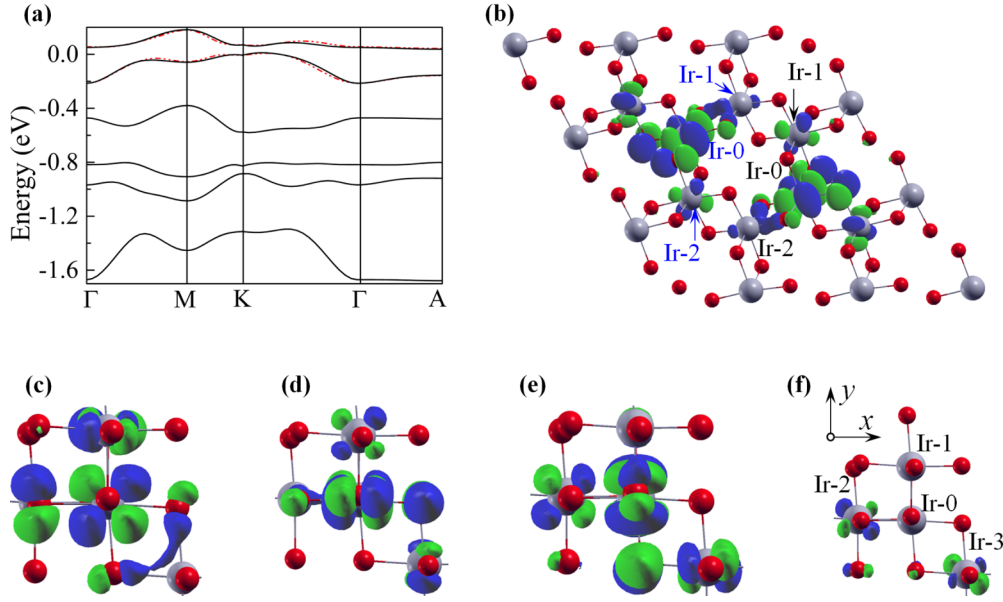 (a)
Energy (eV)
0.0
-0.4
-0.8
-1.2
-1.6
Γ M K Γ A
(b)
Ir-1 Ir-1
Ir-0 Ir-0
Ir-2 Ir-2
(c)
(d)
(e)
(f)
y
x
Ir-1
Ir-2
Ir-0
Ir-3